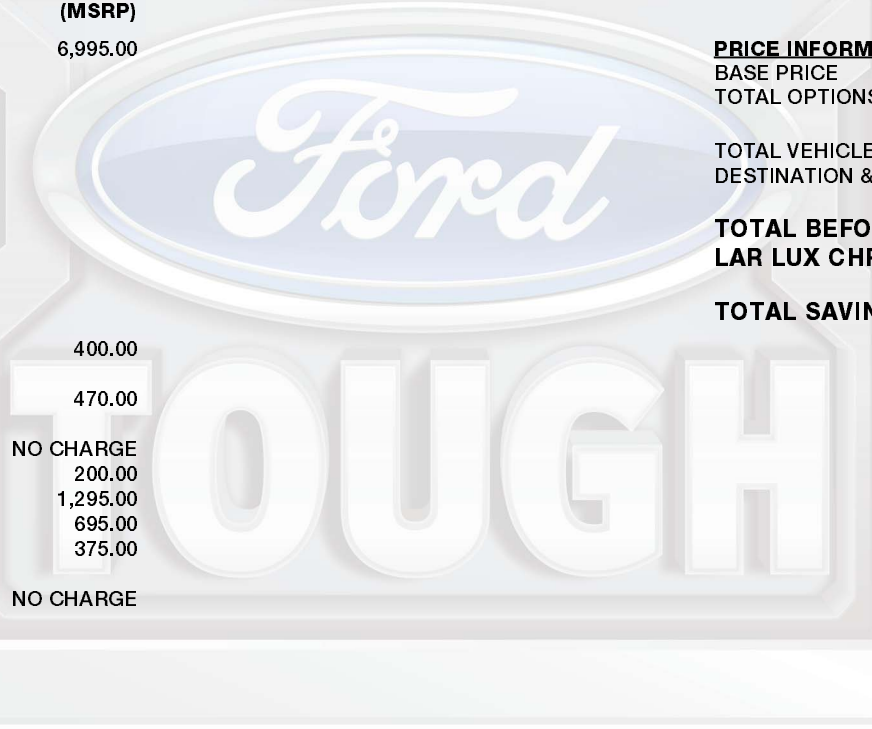 (MSRP)
6,995.00
400.00
470.00
NO CHARGE
200.00
1,295.00
695.00
375.00
NO CHARGE
PRICE INFORM
BASE PRICE
TOTAL OPTIONS
TOTAL VEHICLE
DESTINATION &
TOTAL BEFO
LAR LUX CHR
TOTAL SAVIN
Ford
TOUGH